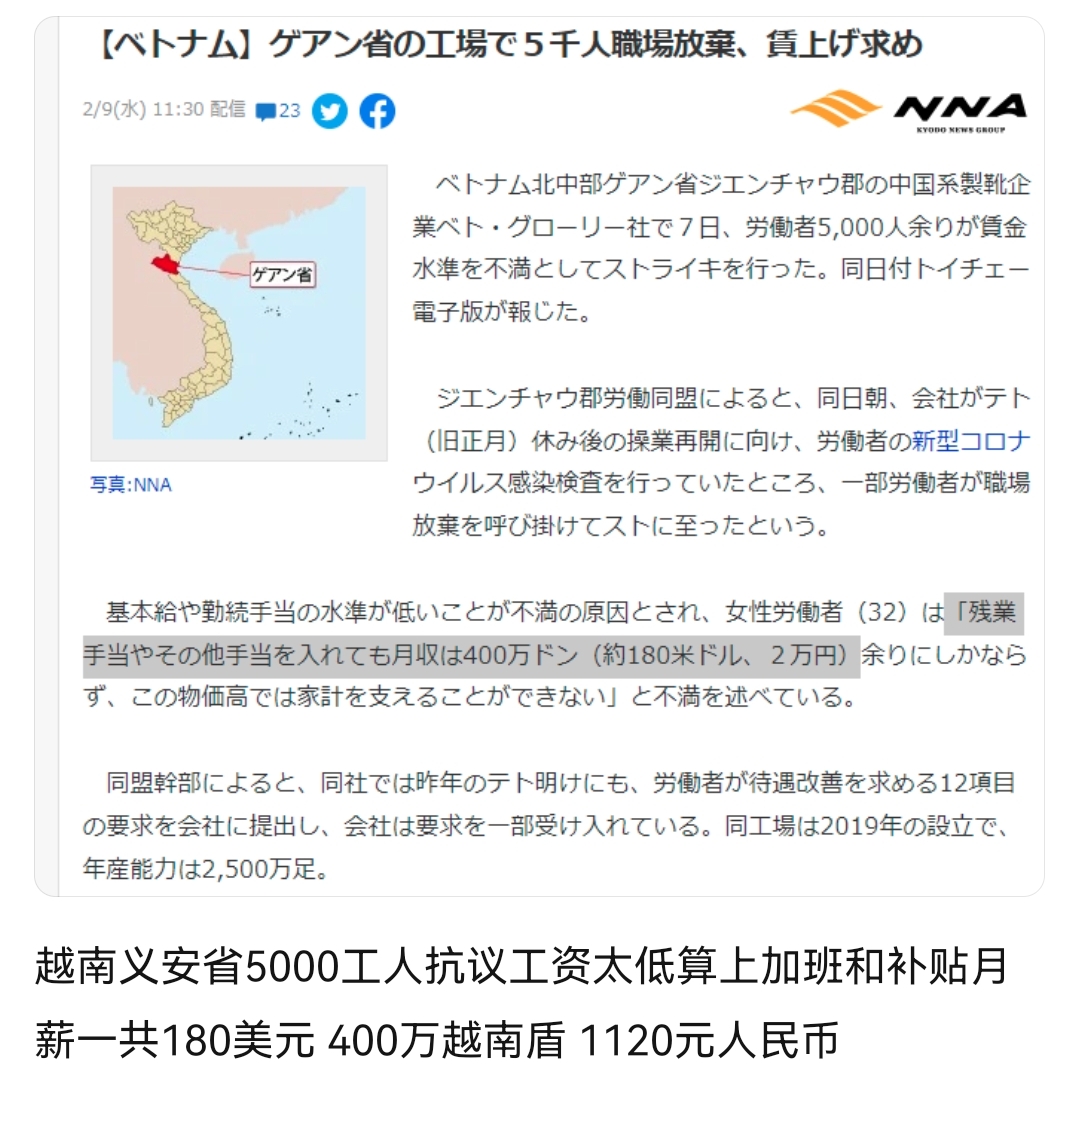 【ベトナム】ゲアン省の工場で５千人職場放棄、賃上げ求め
2/9(水) 11:30 配信 23
NNA
KYODO NEWS GROUP
ゲアン省
写真:NNA
ベトナム北中部ゲアン省ジエンチャウ郡の中国系製靴企
業ベト・グローリー社で７日、労働者5,000人余りが賃金
水準を不満としてストライキを行った。同日付トイチェー
電子版が報じた。
ジエンチャウ郡労働同盟によると、同日朝、会社がテト
（旧正月）休み後の操業再開に向け、労働者の新型コロナ
ウイルス感染検査を行っていたところ、一部労働者が職場
放棄を呼び掛けてストに至ったという。
基本給や勤続手当の水準が低いことが不満の原因とされ、女性労働者（32）は「残業
手当やその他手当を入れても月収は400万ドン（約180米ドル、２万円）余りにしかなら
ず、この物価高では家計を支えることができない」と不満を述べている。
同盟幹部によると、同社では昨年のテト明けにも、労働者が待遇改善を求める12項目
の要求を会社に提出し、会社は要求を一部受け入れている。同工場は2019年の設立で、
年産能力は2,500万足。
越南义安省5000工人抗议工资太低算上加班和补贴月
薪一共180美元 400万越南盾 1120元人民币